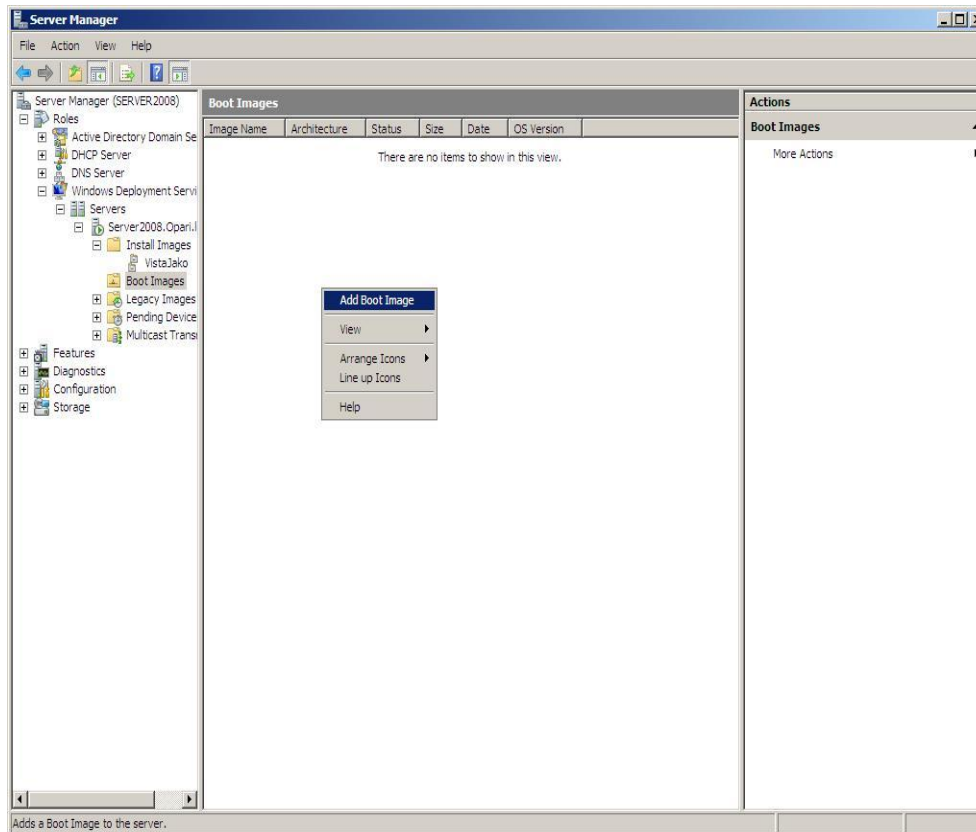 Server Manager
File Action View Help
Server Manager (SERVER2008)
Roles
Active Directory Domain Se
DHCP Server
DNS Server
Windows Deployment Servi
Servers
Server2008.Opari.l
Install Images
VistaJako
Boot Images
Legacy Images
Pending Device
Multicast Trans
Features
Diagnostics
Configuration
Storage
Boot Images
Image Name Architecture Status Size Date OS Version
There are no items to show in this view.
Add Boot Image
View
Arrange Icons
Line up Icons
Help
Actions
Boot Images
More Actions
Adds a Boot Image to the server.